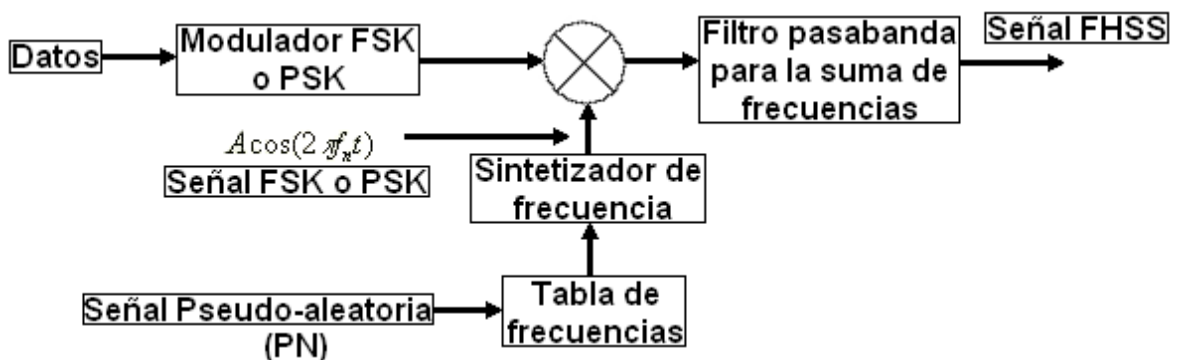 Datos
Modulador FSK
o PSK
Filtro pasabanda
para la suma de
frecuencias
Señal FHSS
Acos(2πfₙt)
Señal FSK o PSK
Sintetizador de
frecuencia
Señal Pseudo-aleatoria
(PN)
Tabla de
frecuencias